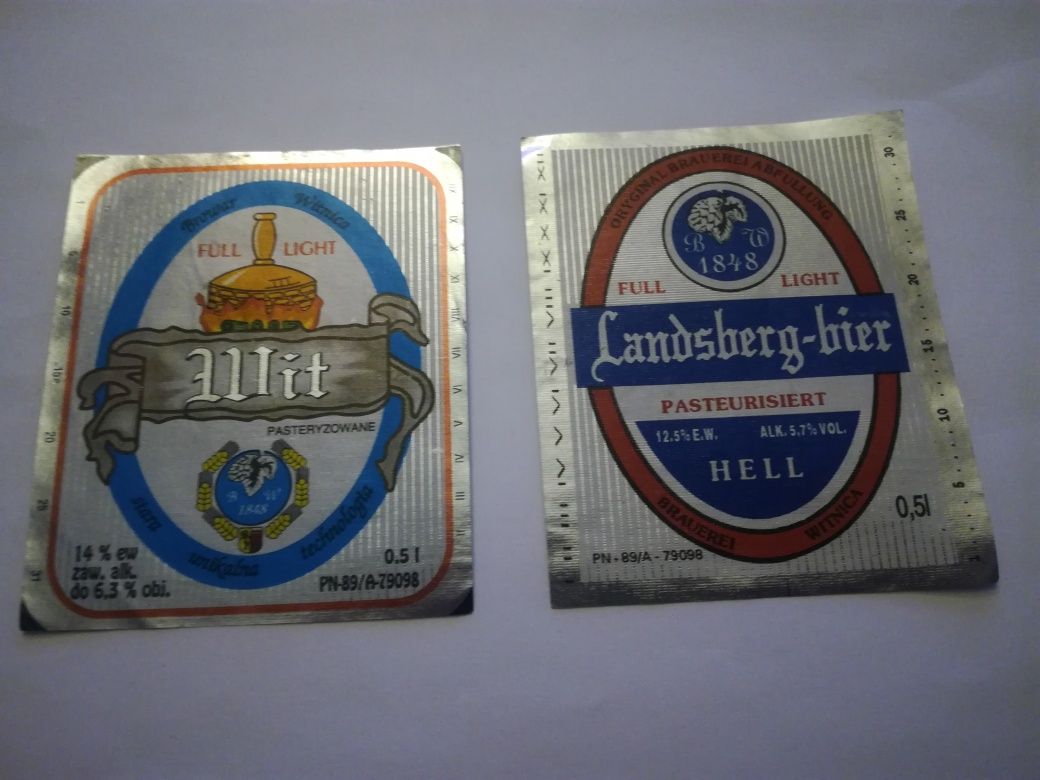 Browar Witnica
FULL LIGHT
Wit
PASTERYZOWANE
B W
1848
stara unikalna technologia
14 % ew
zaw. alk.
do 6,3 % obj.
0.5 l
PN-89/A-79098
ORYGINAL BRAUEREI ABFÜLLUNG
B W
1848
FULL LIGHT
Landsberg-bier
PASTEURISIERT
12.5% E.W. ALK. 5,7% VOL.
HELL
BRAUEREI WITNICA
0,5l
PN - 89/A - 79098